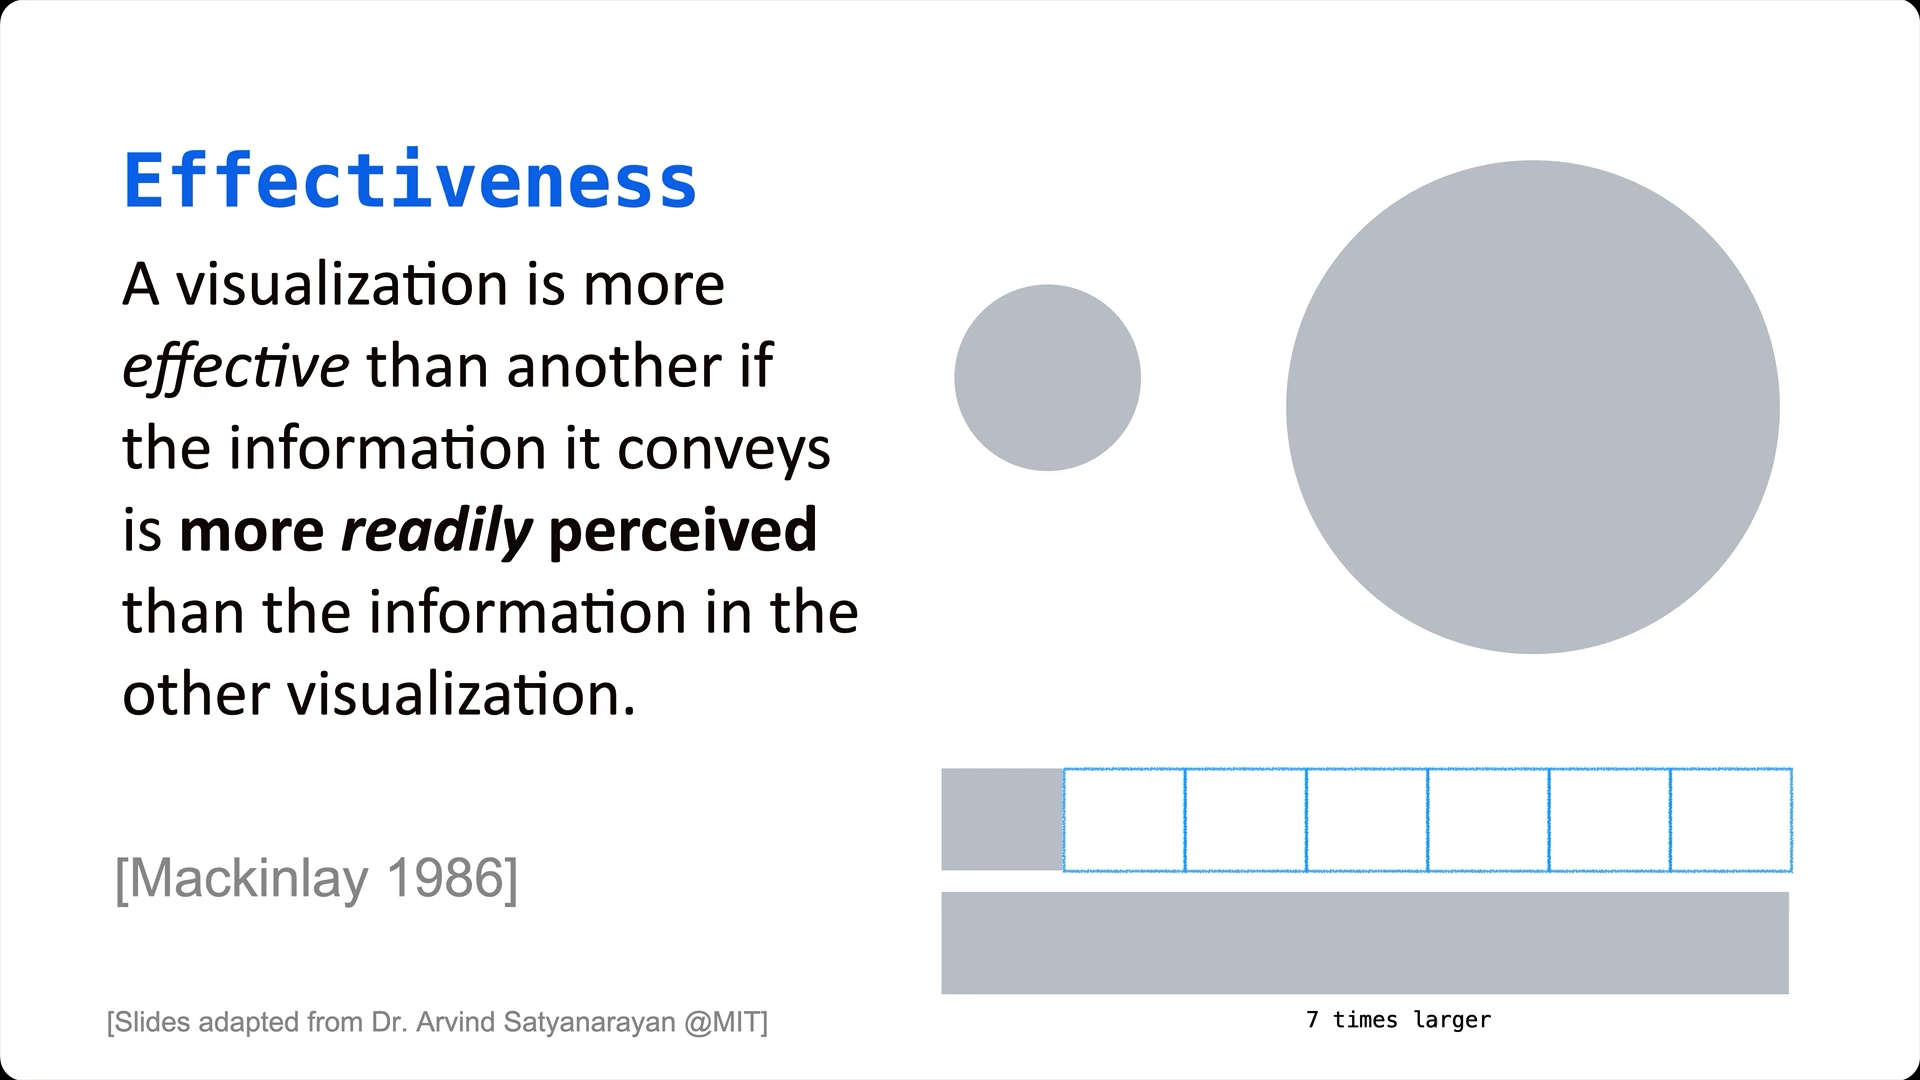 Effectiveness
A visualization is more
effective than another if
the information it conveys
is more readily perceived
than the information in the
other visualization.
[Mackinlay 1986]
[Slides adapted from Dr. Arvind Satyanarayan @MIT]
7 times larger